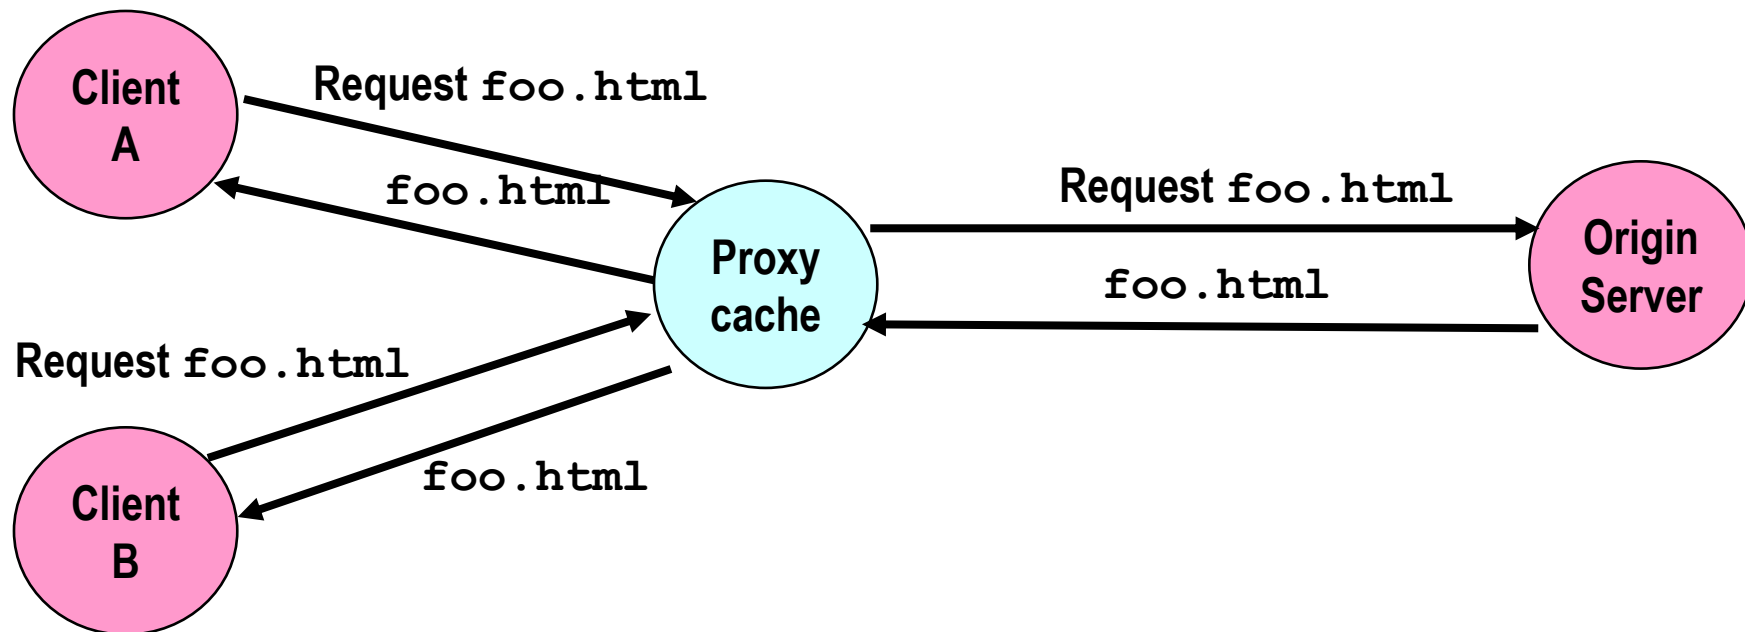 Client
A
Request foo.html
foo.html
Request foo.html
foo.html
Proxy
cache
Request foo.html
foo.html
Origin
Server
Client
B